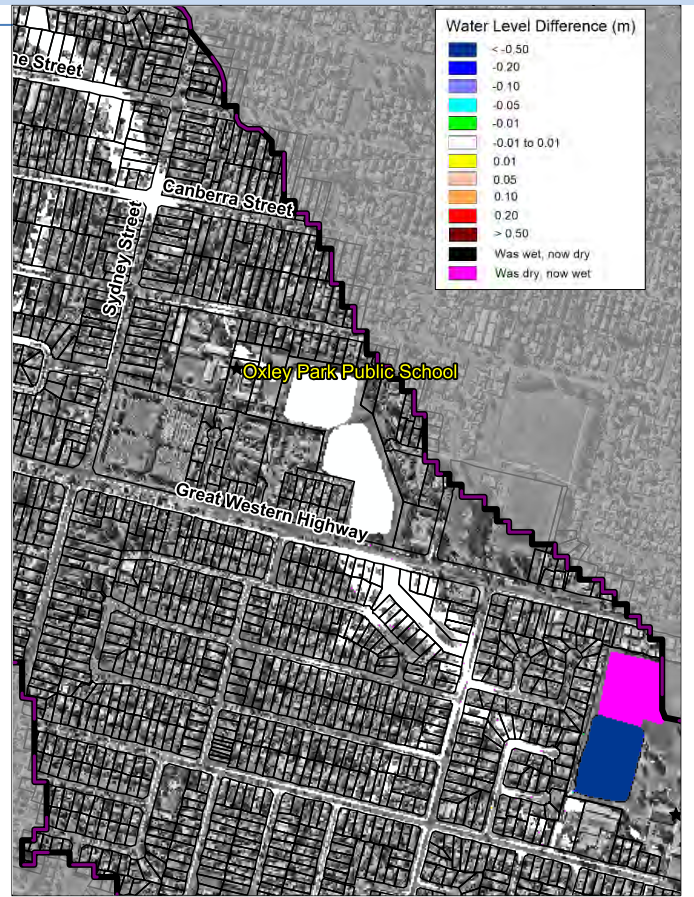 Water Level Difference (m)
< -0.50
-0.20
-0.10
-0.05
-0.01
-0.01 to 0.01
0.01
0.05
0.10
0.20
> 0.50
Was wet, now dry
Was dry, now wet
ne Street
Canberra Street
Sydney Street
Oxley Park Public School
Great Western Highway